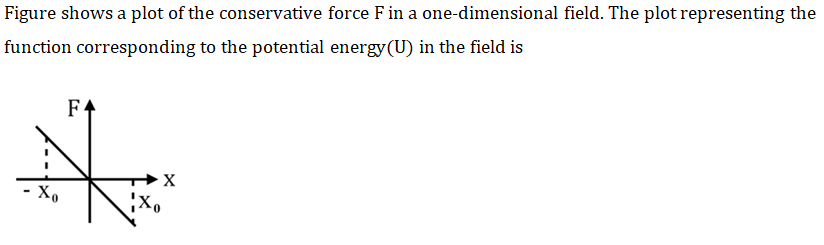 Figure shows a plot of the conservative force F in a one-dimensional field. The plot representing the
function corresponding to the potential energy(U) in the field is
F
X
- X₀
X₀